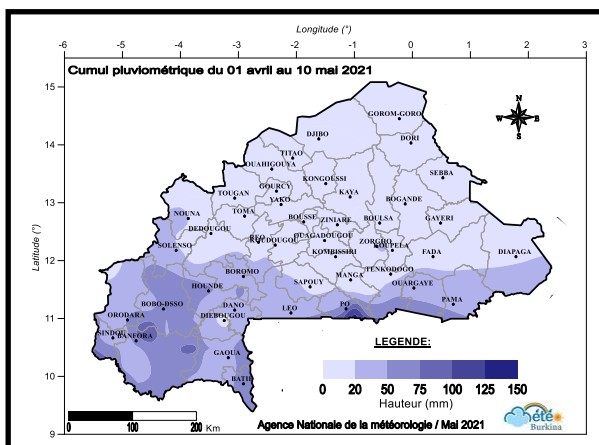 Longitude (°)
-6 -5 -4 -3 -2 -1 0 1 2 3
Cumul pluviométrique du 01 avril au 10 mai 2021
15
GOROM-GORO
N
W E
S
DJIBO
DORI
14
TITAO
OUAHIGOUYA
KONGOUSSI
SEBBA
GOURCY
KAYA
TOUGAN
YAKO
BOGANDE
13
NOUNA
TOMA
BOUSSE
ZINIARE
BOULSA
GAYERI
DEDOUGOU
OUAGADOUGOU
KOUDOUGOU
ZORGHO
KOUPELA
SOLENSO
KOMBISSIRI
FADA
DIAPAGA
Latitude (°)
12
BOROMO
TENKODOGO
HOUNDE
SAPOUY
MANGA
OUARGAYE
BOBO-DSSO
DANO
LEO
PO
PAMA
ORODARA
DIEBOUGOU
11
SINDOU
BANFORA
LEGENDE:
GAOUA
BATIE
0 20 50 75 100 125 150
10
Hauteur (mm)
0 100 200 Km
Agence Nationale de la météorologie / Mai 2021
été
Burkina
9